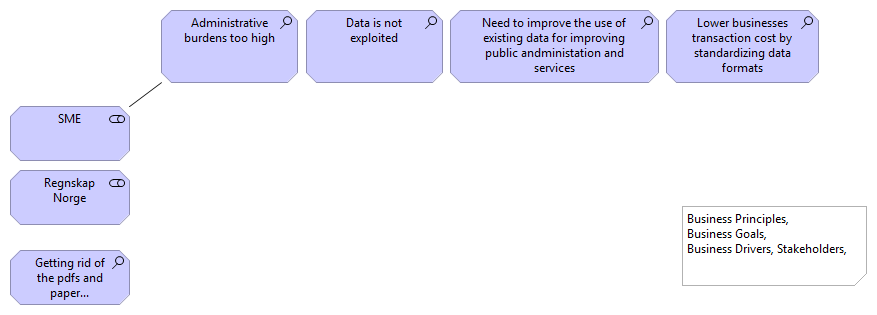 Administrative
burdens too high
Data is not
exploited
Need to improve the use of
existing data for improving
public andministation and
services
Lower businesses
transaction cost by
standardizing data
formats
SME
Regnskap
Norge
Getting rid of
the pdfs and
paper...
Business Principles,
Business Goals,
Business Drivers, Stakeholders,